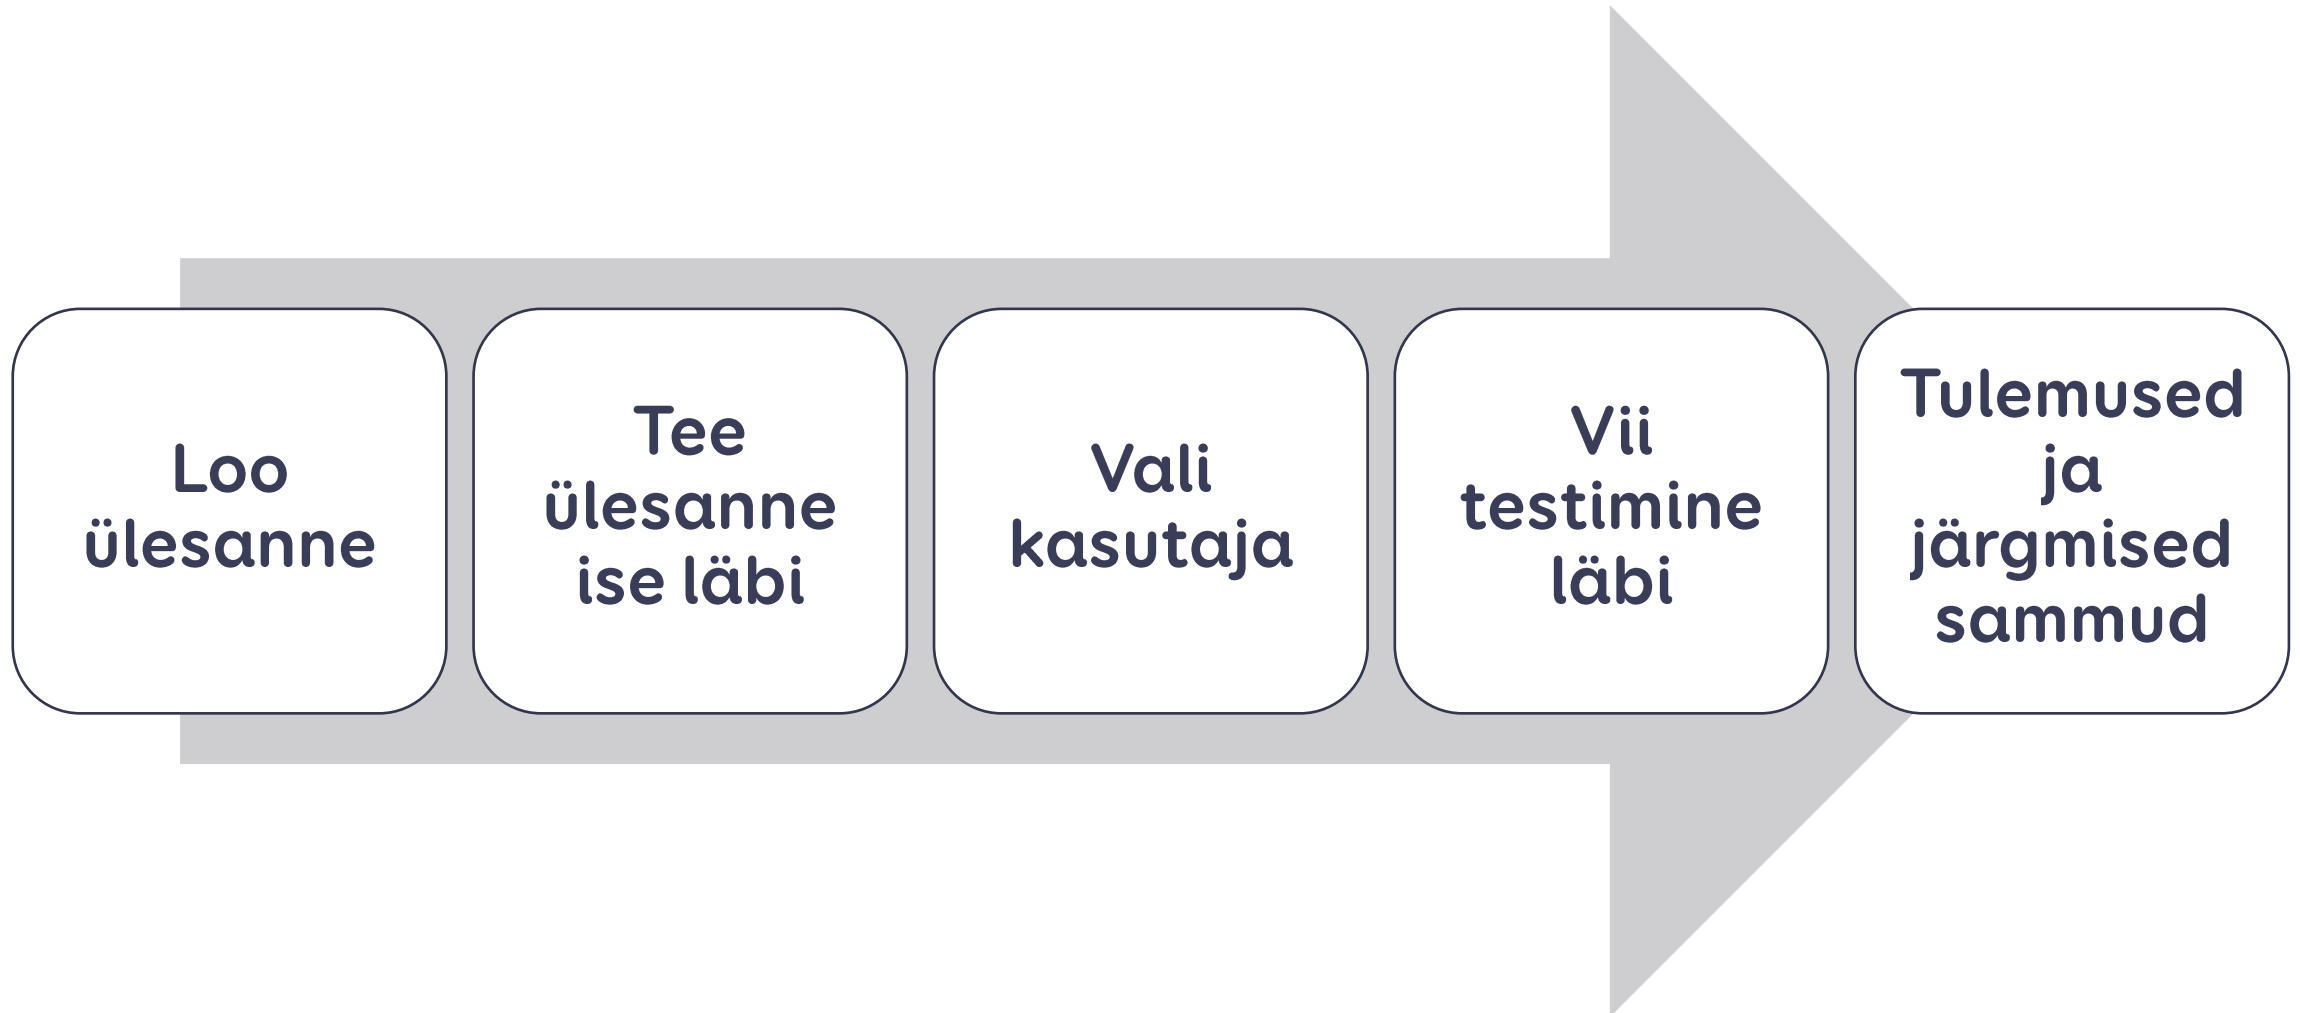 Loo
ülesanne
Tee
ülesanne
ise läbi
Vali
kasutaja
Vii
testimine
läbi
Tulemused
ja
järgmised
sammud